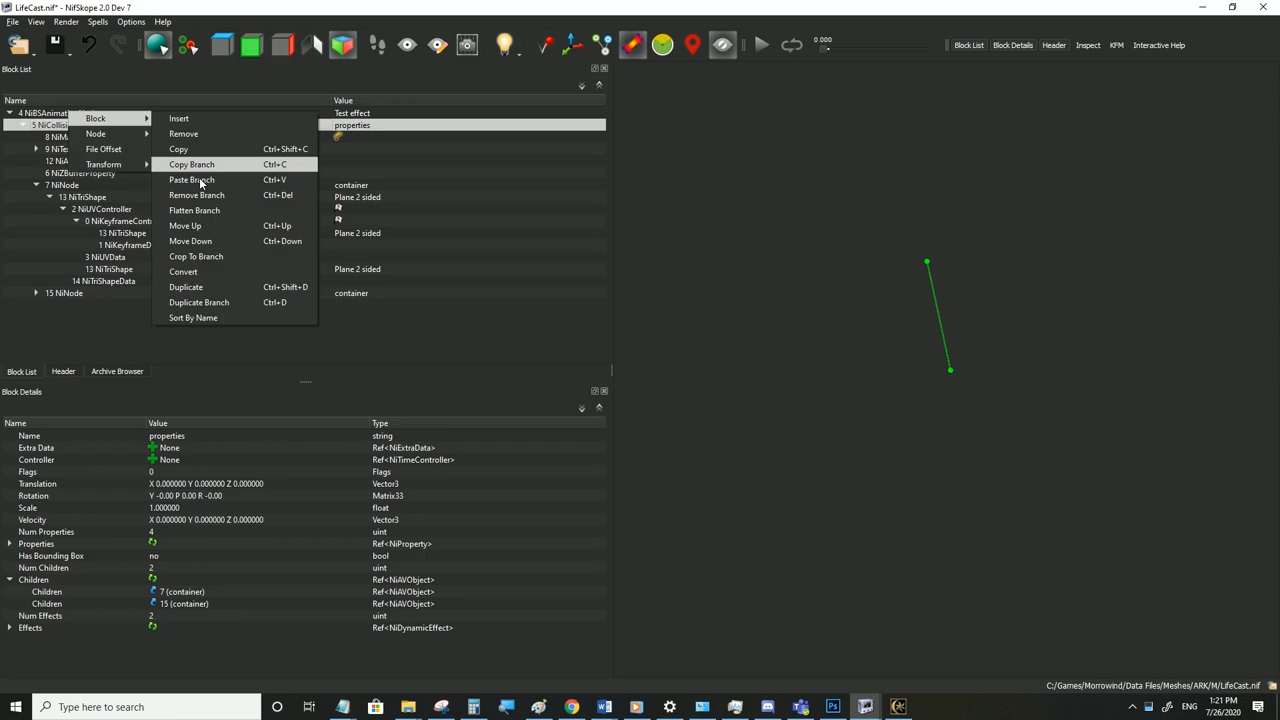 LifeCast.nif* - NifSkope 2.0 Dev 7
File View Render Spells Options Help
0.000
Block List Block Details Header Inspect KFM Interactive Help
Block List
Name Value
4 NiBSAnimat Test effect
5 NiCollisi properties
8 NiM
9 NiTe
12 NiA
6 NiZBufferProperty
7 NiNode container
13 NiTriShape Plane 2 sided
2 NiUVController
0 NiKeyframeContr
13 NiTriShape Plane 2 sided
1 NiKeyframeD
3 NiUVData
13 NiTriShape Plane 2 sided
14 NiTriShapeData
15 NiNode container
Block
Node
File Offset
Transform
Insert
Remove
Copy Ctrl+Shift+C
Copy Branch Ctrl+C
Paste Branch Ctrl+V
Remove Branch Ctrl+Del
Flatten Branch
Move Up Ctrl+Up
Move Down Ctrl+Down
Crop To Branch
Convert
Duplicate Ctrl+Shift+D
Duplicate Branch Ctrl+D
Sort By Name
Block List Header Archive Browser
Block Details
Name Value Type
Name properties string
Extra Data None Ref<NiExtraData>
Controller None Ref<NiTimeController>
Flags 0 Flags
Translation X 0.000000 Y 0.000000 Z 0.000000 Vector3
Rotation Y -0.00 P 0.00 R -0.00 Matrix33
Scale 1.000000 float
Velocity X 0.000000 Y 0.000000 Z 0.000000 Vector3
Num Properties 4 uint
Properties Ref<NiProperty>
Has Bounding Box no bool
Num Children 2 uint
Children Ref<NiAVObject>
Children 7 (container) Ref<NiAVObject>
Children 15 (container) Ref<NiAVObject>
Num Effects 2 uint
Effects Ref<NiDynamicEffect>
C:/Games/Morrowind/Data Files/Meshes/ARK/M/LifeCast.nif
Type here to search
1:21 PM
7/26/2020